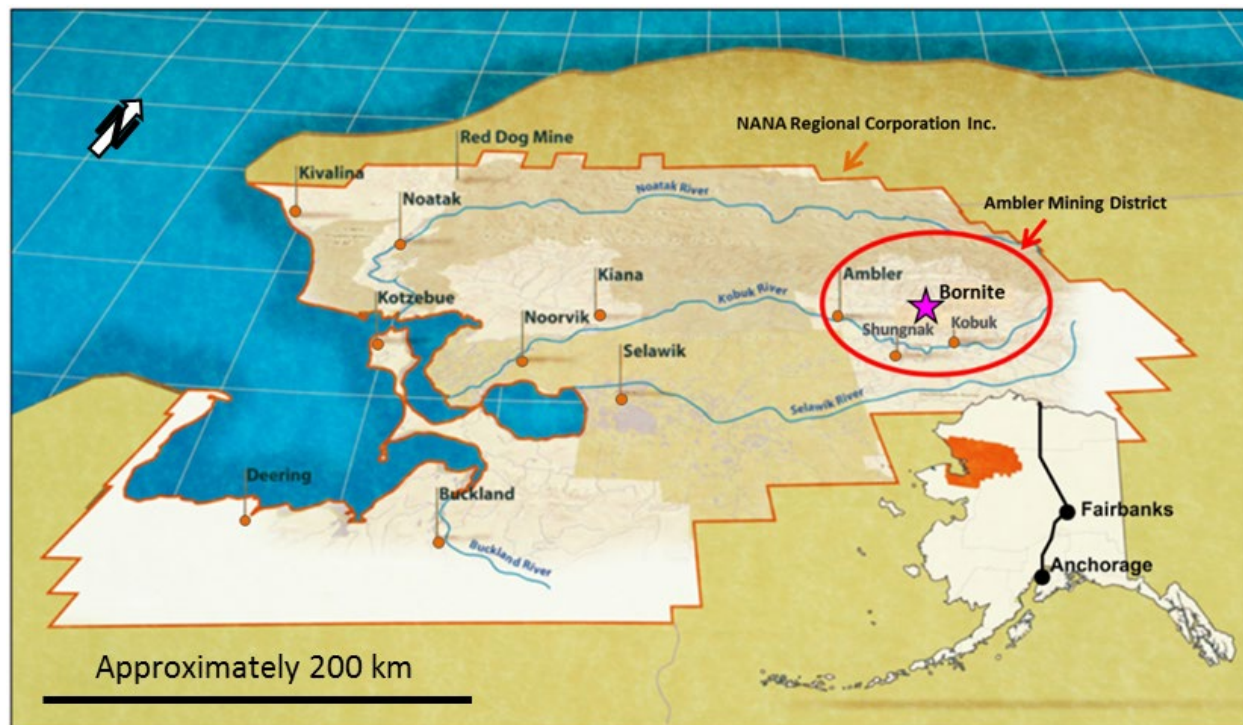 N
NANA Regional Corporation Inc.
Red Dog Mine
Kivalina
Noatak
Noatak River
Ambler Mining District
Kiana
Ambler
Kotzebue
Noorvik
Kobuk River
Bornite
Shungnak
Kobuk
Selawik
Selawik River
Deering
Buckland
Buckland River
Fairbanks
Anchorage
Approximately 200 km